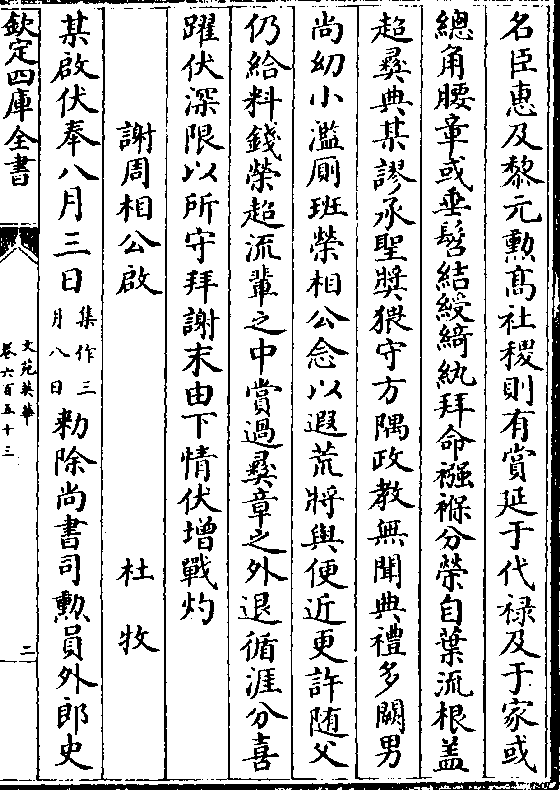 名臣惠及黎元勲髙社稷則有賞延于代禄及于家或
總角腰章或垂髫結綬綺紈拜命襁褓分榮自葉流根盖
超彛典某謬承聖奬猥守方隅政教無聞典禮多闕男
尚幼小濫厠班榮相公念以遐荒將與便近更許随父
仍給料錢榮超流輩之中賞過彛章之外退循涯分喜
躍伏深限以所守拜謝末由下情伏增戰灼
謝周相公啟 杜牧
某啟伏奉八月三日集作三月八日勅除尚書司勲員外郎史
欽定四庫全書
文苑英華
卷六百五十三
二